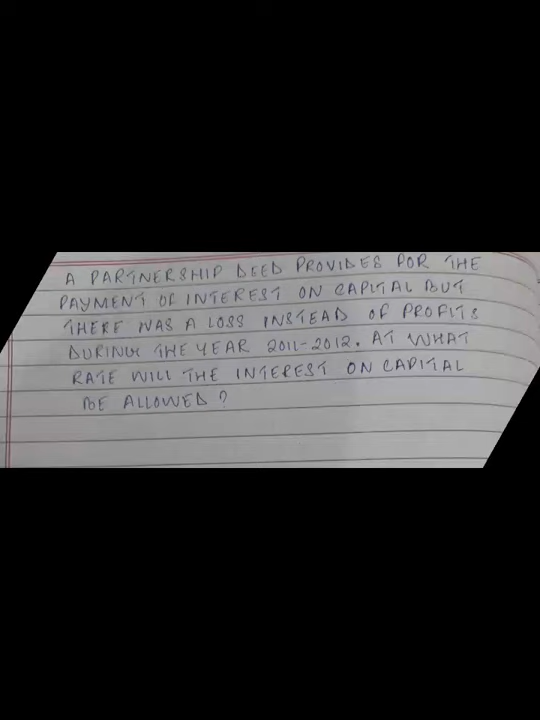 A PARTNERSHIP DEED PROVIDES FOR THE
PAYMENT OF INTEREST ON CAPITAL BUT
THERE WAS A LOSS INSTEAD OF PROFITS
DURING THE YEAR 2011-2012. AT WHAT
RATE WILL THE INTEREST ON CAPITAL
BE ALLOWED ?